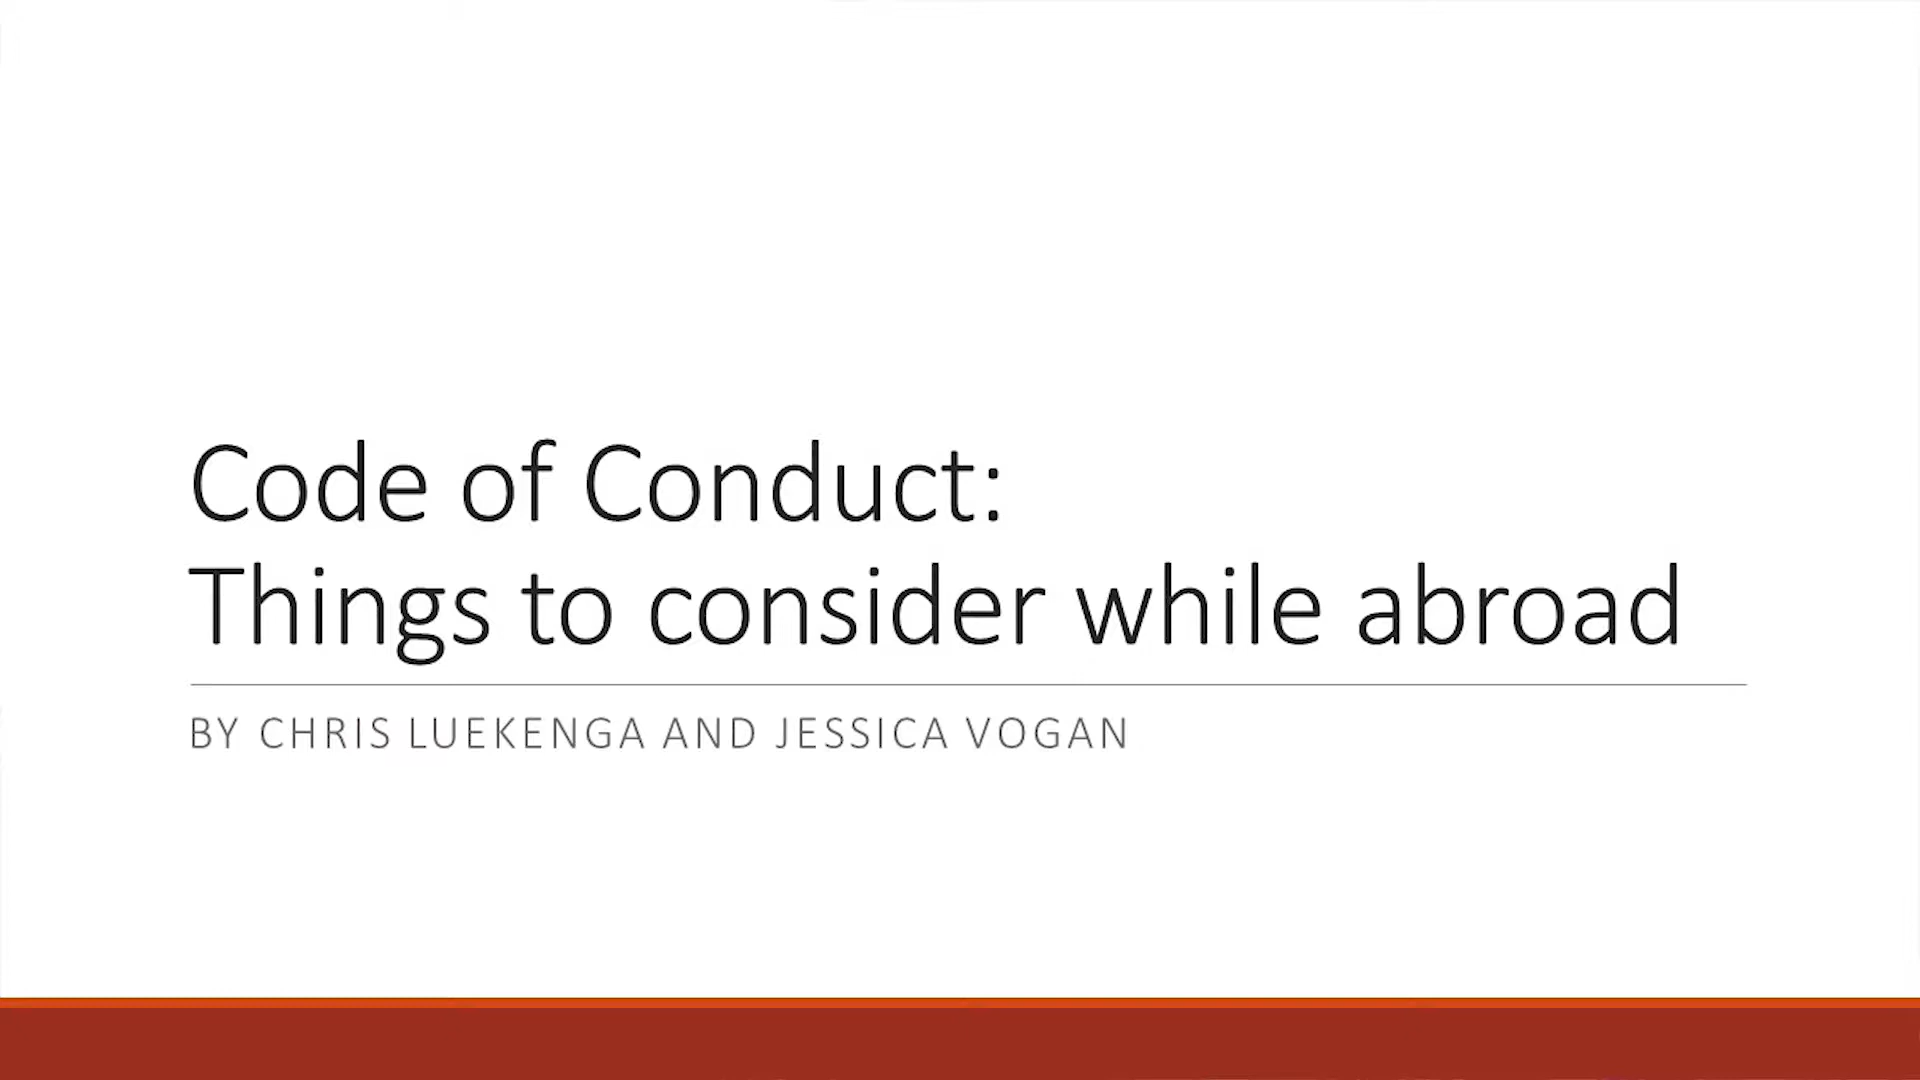 Code of Conduct:
Things to consider while abroad
BY CHRIS LUEKENGA AND JESSICA VOGAN